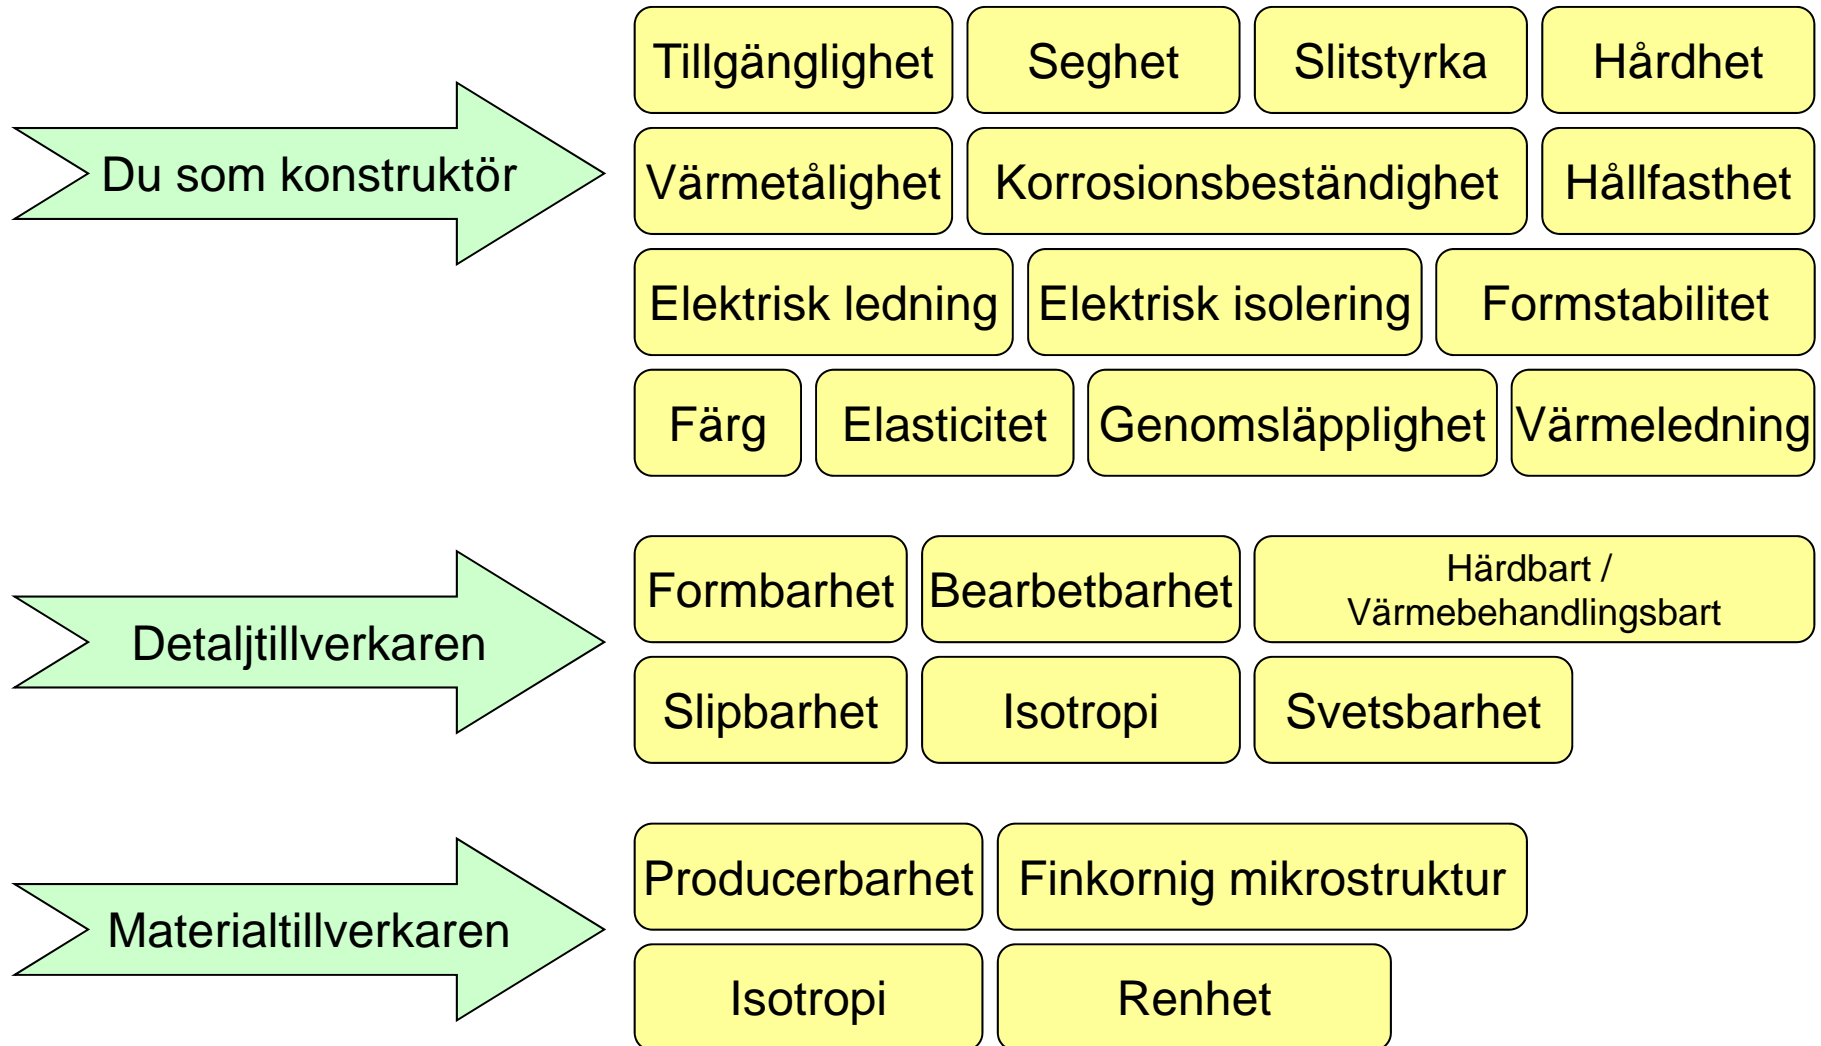 Du som konstruktör
Tillgänglighet
Seghet
Slitstyrka
Hårdhet
Värmetålighet
Korrosionsbeständighet
Hållfasthet
Elektrisk ledning
Elektrisk isolering
Formstabilitet
Färg
Elasticitet
Genomsläpplighet
Värmeledning
Detaljtillverkaren
Formbarhet
Bearbetbarhet
Härdbart /
Värmebehandlingsbart
Slipbarhet
Isotropi
Svetsbarhet
Materialtillverkaren
Producerbarhet
Finkornig mikrostruktur
Isotropi
Renhet